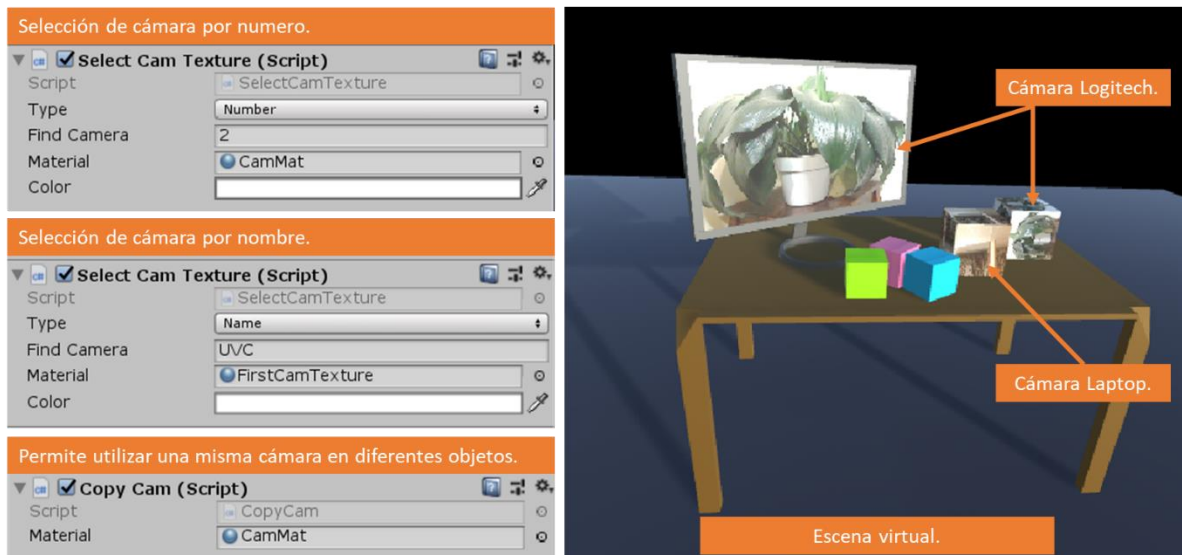 Selección de cámara por numero.
Select Cam Texture (Script)
Script SelectCamTexture
Type Number
Find Camera 2
Material CamMat
Color
Selección de cámara por nombre.
Select Cam Texture (Script)
Script SelectCamTexture
Type Name
Find Camera UVC
Material FirstCamTexture
Color
Permite utilizar una misma cámara en diferentes objetos.
Copy Cam (Script)
Script CopyCam
Material CamMat
Cámara Logitech.
Cámara Laptop.
Escena virtual.